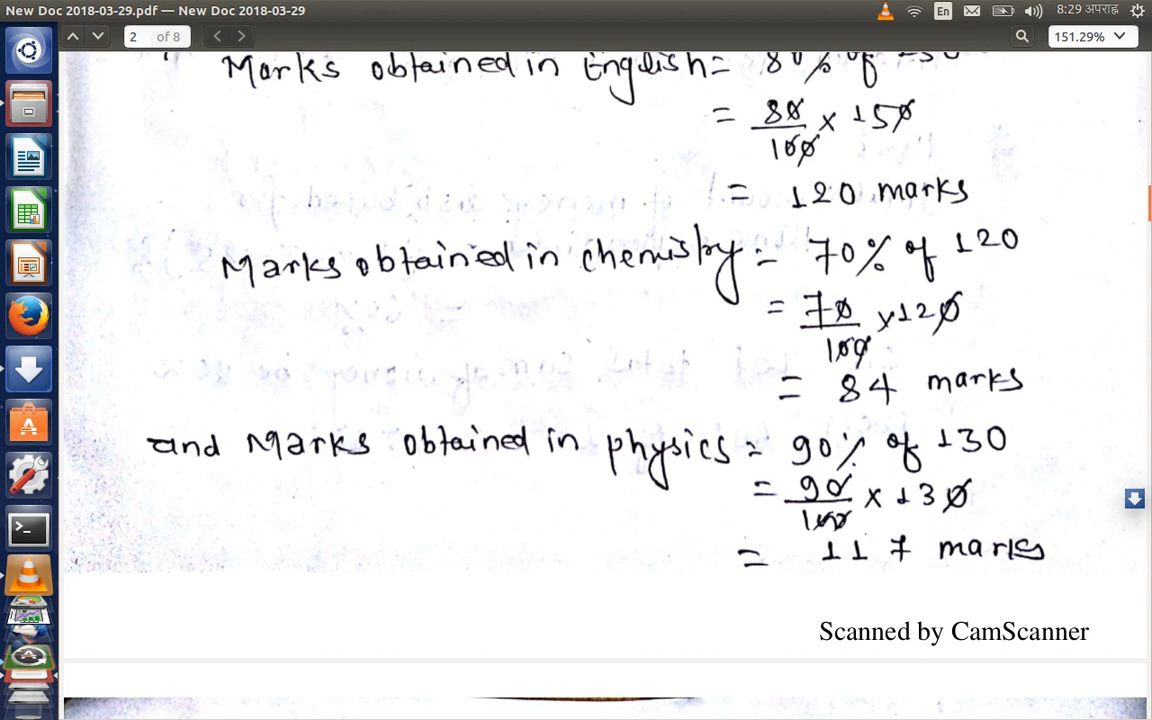 New Doc 2018-03-29.pdf — New Doc 2018-03-29
En
8:29 अपराह्न
2 of 8
151.29%
Marks obtained in English = 80% of 150
= 80/100 × 150
= 120 marks
Marks obtained in chemistry = 70% of 120
= 70/100 × 120
= 84 marks
and Marks obtained in physics = 90% of 130
= 90/100 × 130
= 117 marks
Scanned by CamScanner